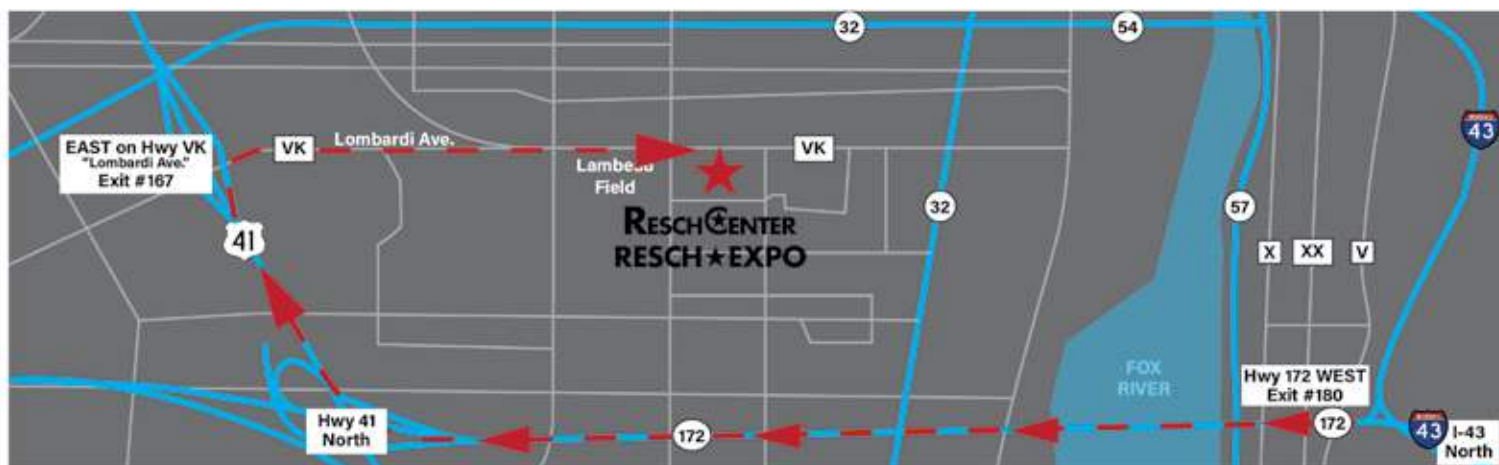 32
54
43
EAST on Hwy VK
"Lombardi Ave."
Exit #167
VK
Lombardi Ave.
VK
Lambeau
Field
32
57
41
RESCH CENTER
RESCH★EXPO
X
XX
V
FOX
RIVER
Hwy 172 WEST
Exit #180
Hwy 41
North
172
172
43
I-43
North